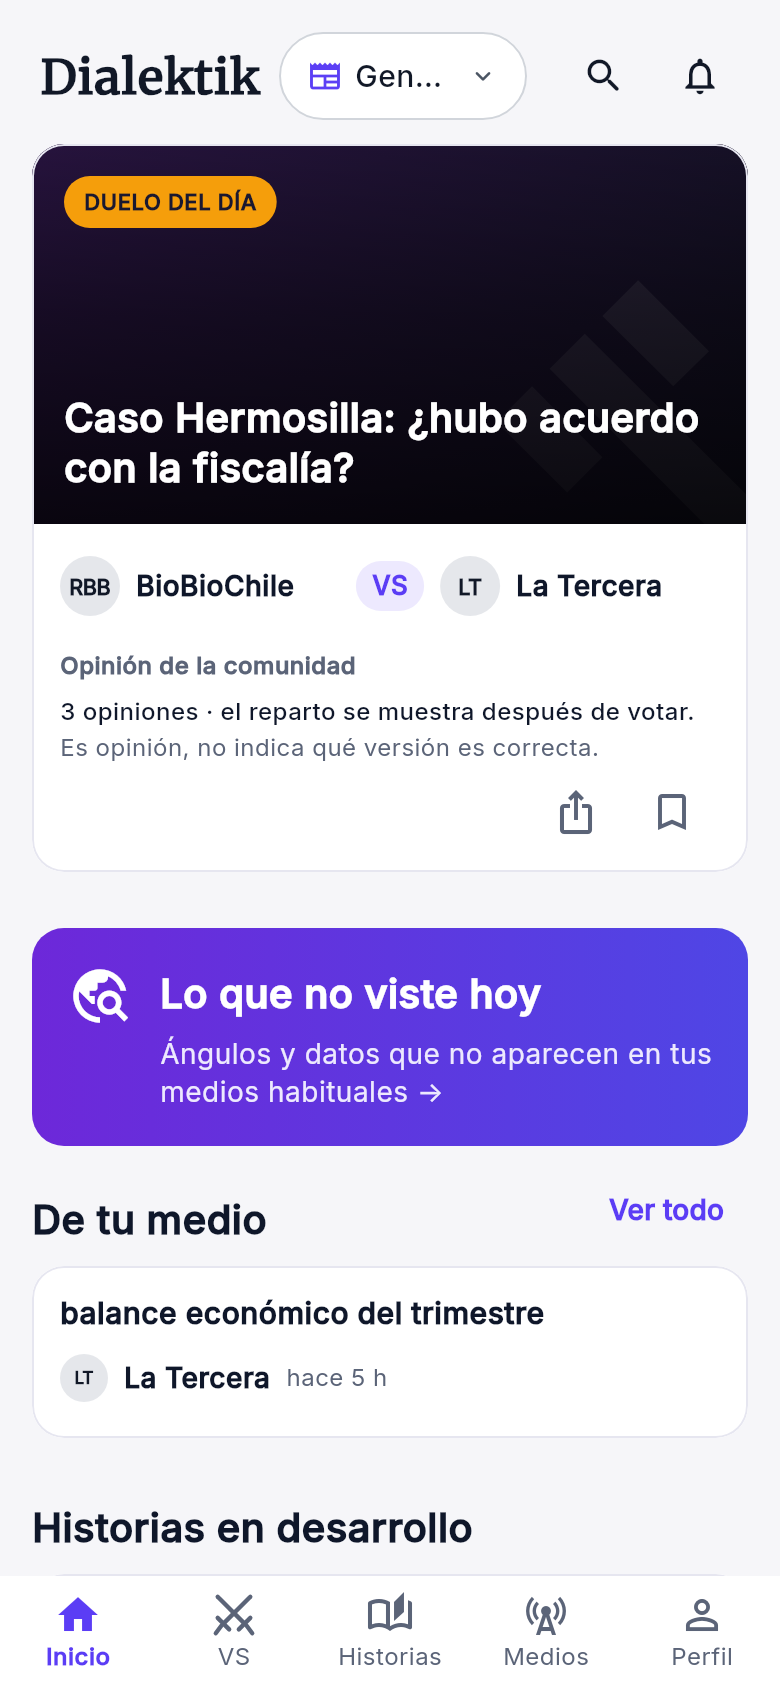 Dialektik
Gen...
DUELO DEL DÍA
Caso Hermosilla: ¿hubo acuerdo
con la fiscalía?
RBB BioBioChile VS LT La Tercera
Opinión de la comunidad
3 opiniones · el reparto se muestra después de votar.
Es opinión, no indica qué versión es correcta.
Lo que no viste hoy
Ángulos y datos que no aparecen en tus
medios habituales →
De tu medio
Ver todo
balance económico del trimestre
LT La Tercera hace 5 h
Historias en desarrollo
Inicio VS Historias Medios Perfil